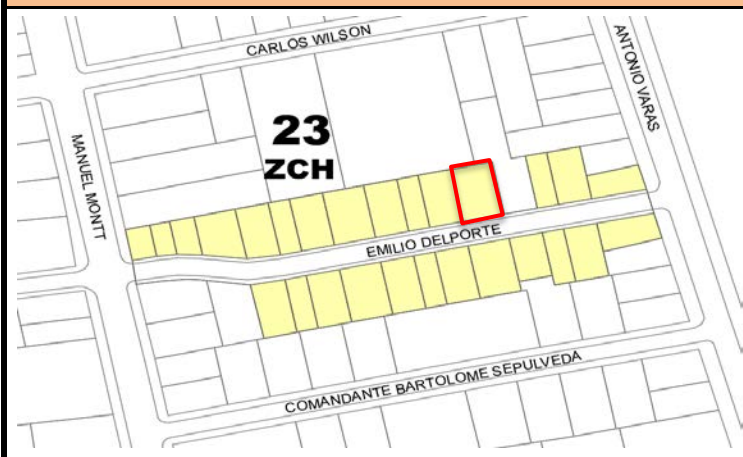 CARLOS WILSON
ANTONIO VARAS
23
ZCH
MANUEL MONTT
EMILIO DELPORTE
COMANDANTE BARTOLOME SEPULVEDA